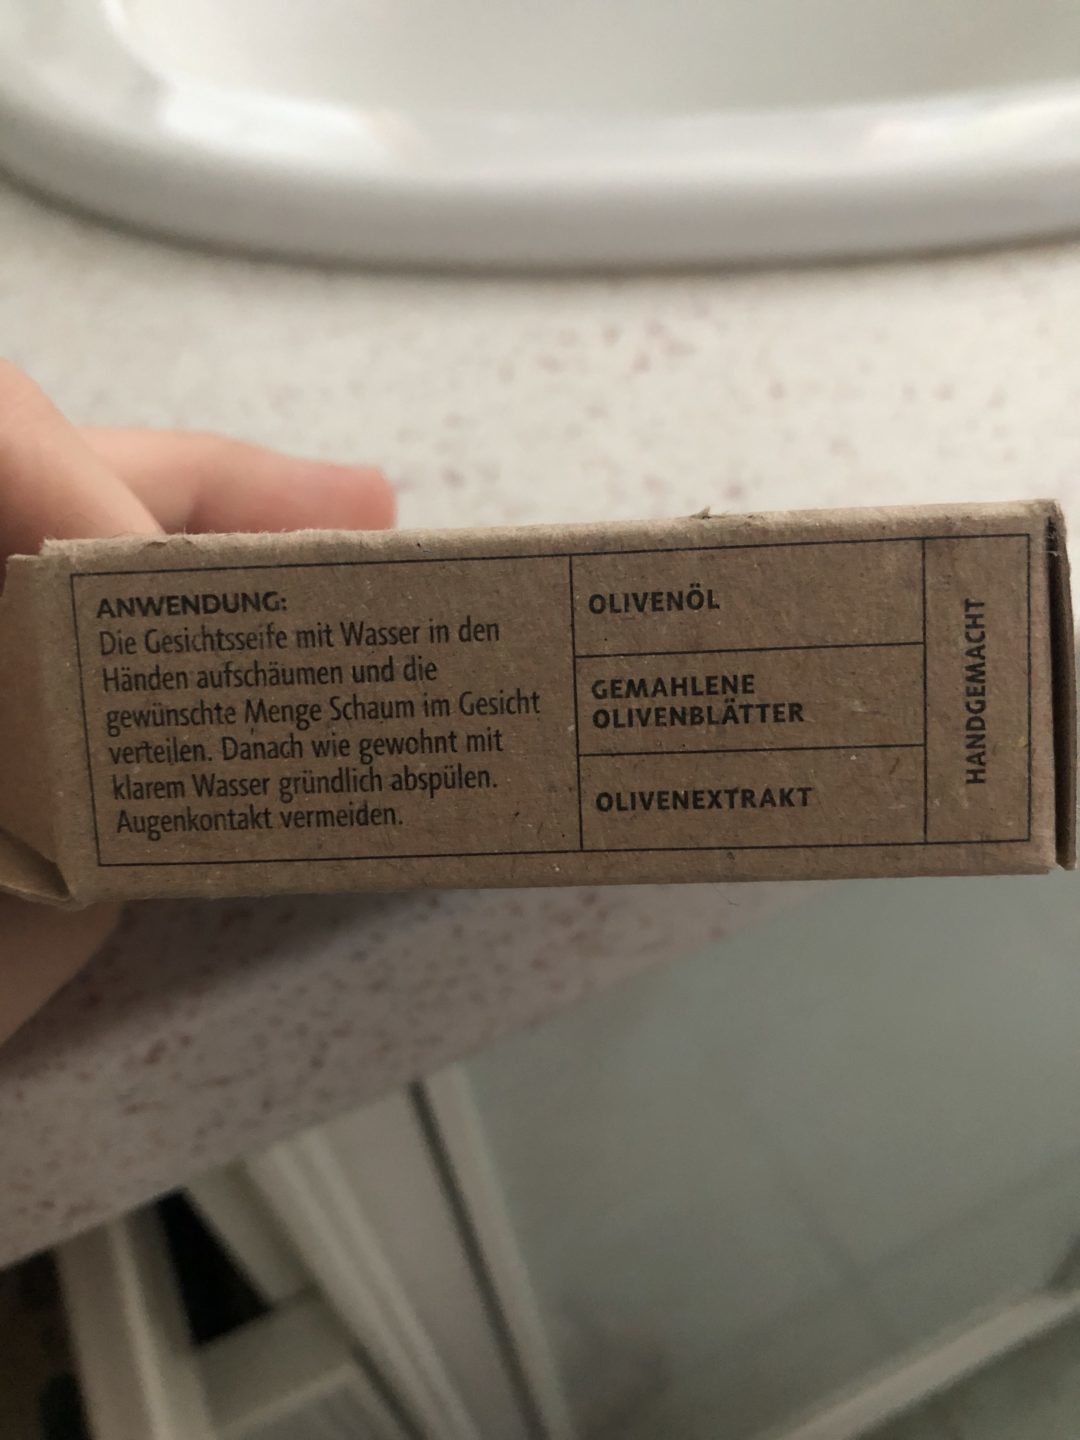 ANWENDUNG:
Die Gesichtsseife mit Wasser in den
Händen aufschäumen und die
gewünschte Menge Schaum im Gesicht
verteilen. Danach wie gewohnt mit
klarem Wasser gründlich abspülen.
Augenkontakt vermeiden.
OLIVENÖL
GEMAHLENE
OLIVENBLÄTTER
OLIVENEXTRAKT
HANDGEMACHT